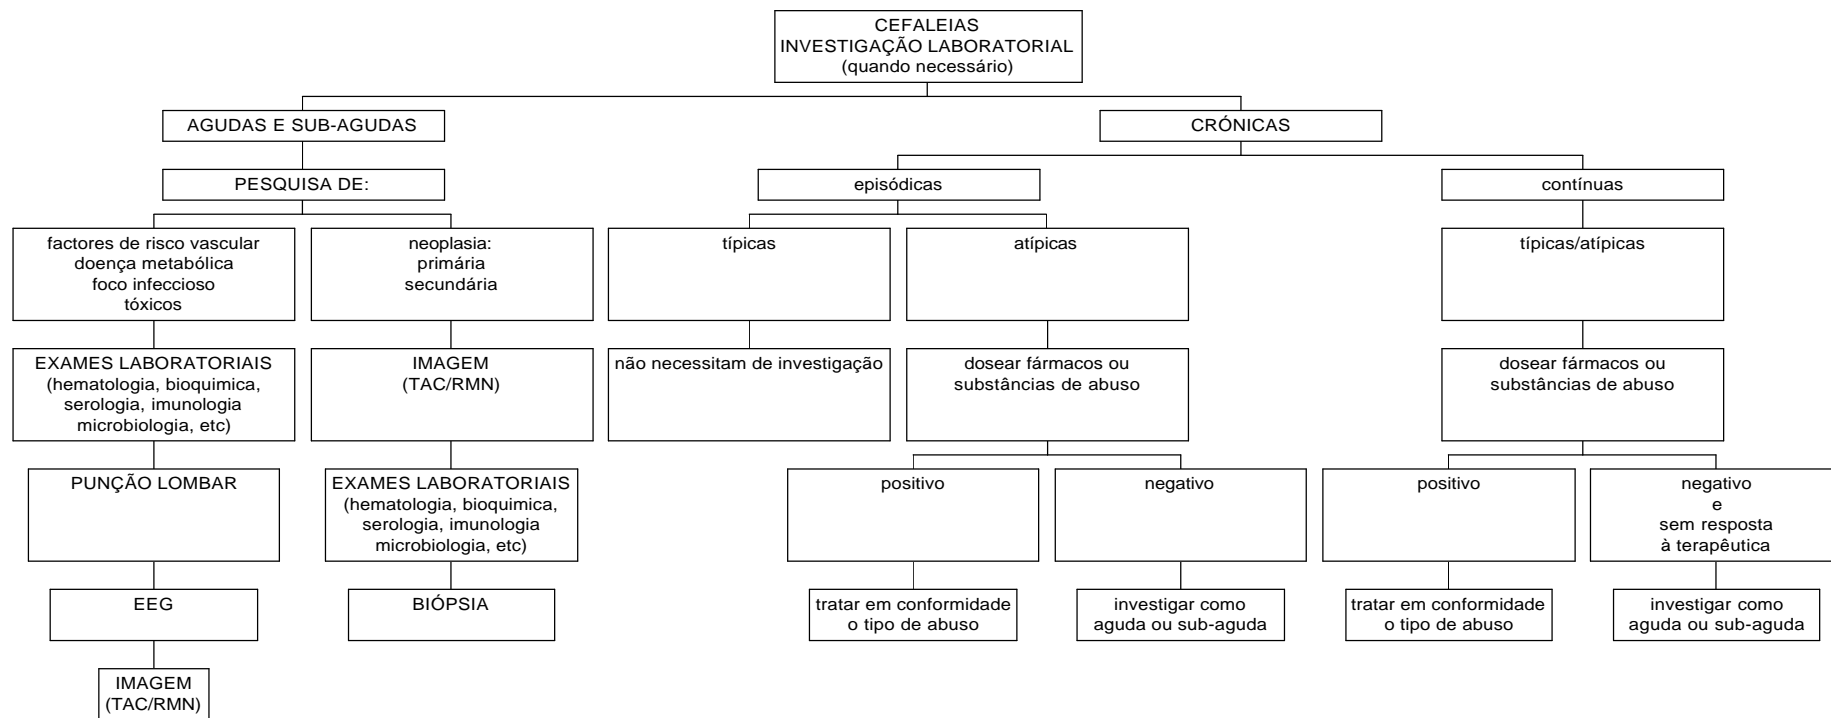 CEFALEIAS
INVESTIGAÇÃO LABORATORIAL
(quando necessário)
AGUDAS E SUB-AGUDAS
CRÓNICAS
PESQUISA DE:
episódicas
contínuas
factores de risco vascular
doença metabólica
foco infeccioso
tóxicos
neoplasia:
primária
secundária
típicas
atípicas
típicas/atípicas
EXAMES LABORATORIAIS
(hematologia, bioquimica,
serologia, imunologia
microbiologia, etc)
IMAGEM
(TAC/RMN)
não necessitam de investigação
dosear fármacos ou
substâncias de abuso
dosear fármacos ou
substâncias de abuso
PUNÇÃO LOMBAR
EXAMES LABORATORIAIS
(hematologia, bioquimica,
serologia, imunologia
microbiologia, etc)
positivo
negativo
positivo
negativo
e
sem resposta
à terapêutica
EEG
BIÓPSIA
tratar em conformidade
o tipo de abuso
investigar como
aguda ou sub-aguda
tratar em conformidade
o tipo de abuso
investigar como
aguda ou sub-aguda
IMAGEM
(TAC/RMN)